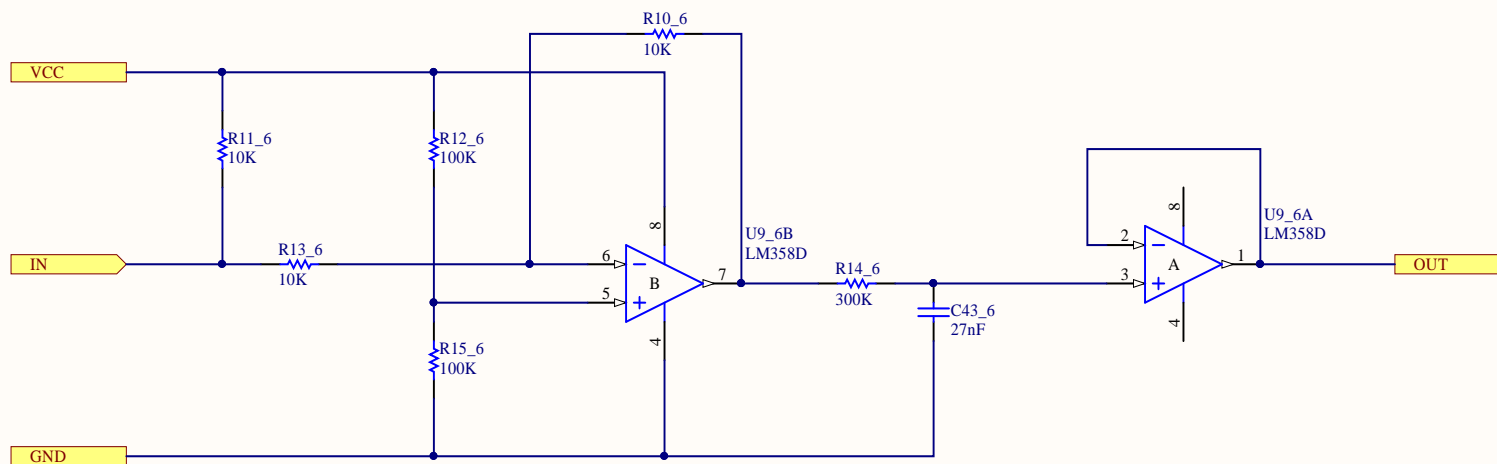 R10_6
10K
VCC
R11_6
10K
R12_6
100K
IN
R13_6
10K
8
6
5
B
7
4
U9_6B
LM358D
R14_6
300K
C43_6
27nF
8
2
3
A
1
4
U9_6A
LM358D
OUT
R15_6
100K
GND